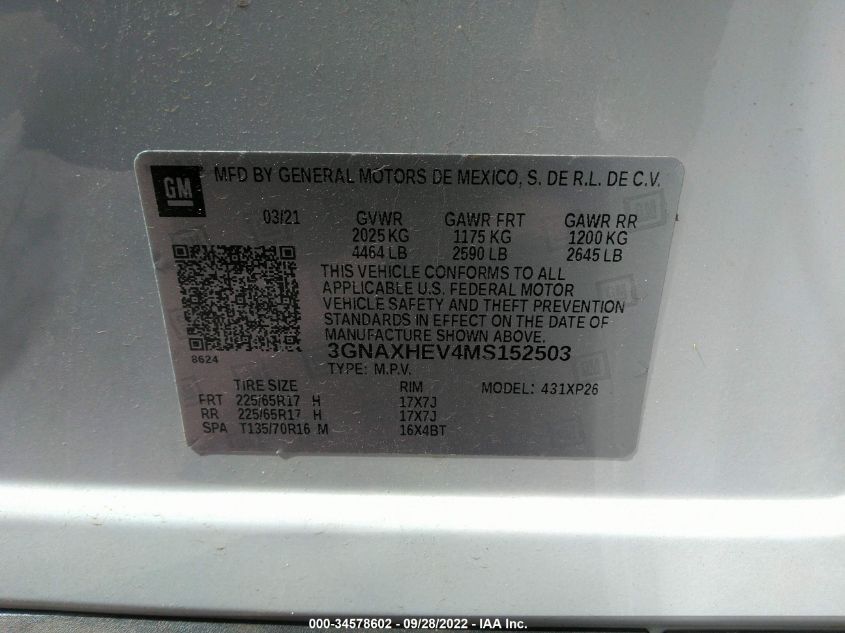 GM
MFD BY GENERAL MOTORS DE MEXICO, S. DE R.L. DE C.V.
03/21 GVWR GAWR FRT GAWR RR
2025 KG 1175 KG 1200 KG
4464 LB 2590 LB 2645 LB
THIS VEHICLE CONFORMS TO ALL
APPLICABLE U.S. FEDERAL MOTOR
VEHICLE SAFETY AND THEFT PREVENTION
STANDARDS IN EFFECT ON THE DATE OF
MANUFACTURE SHOWN ABOVE.
8624
3GNAXHEV4MS152503
TYPE: M.P.V.
TIRE SIZE RIM MODEL: 431XP26
FRT 225/65R17 H 17X7J
RR 225/65R17 H 17X7J
SPA T135/70R16 M 16X4BT
000-34578602 - 09/28/2022 - IAA Inc.